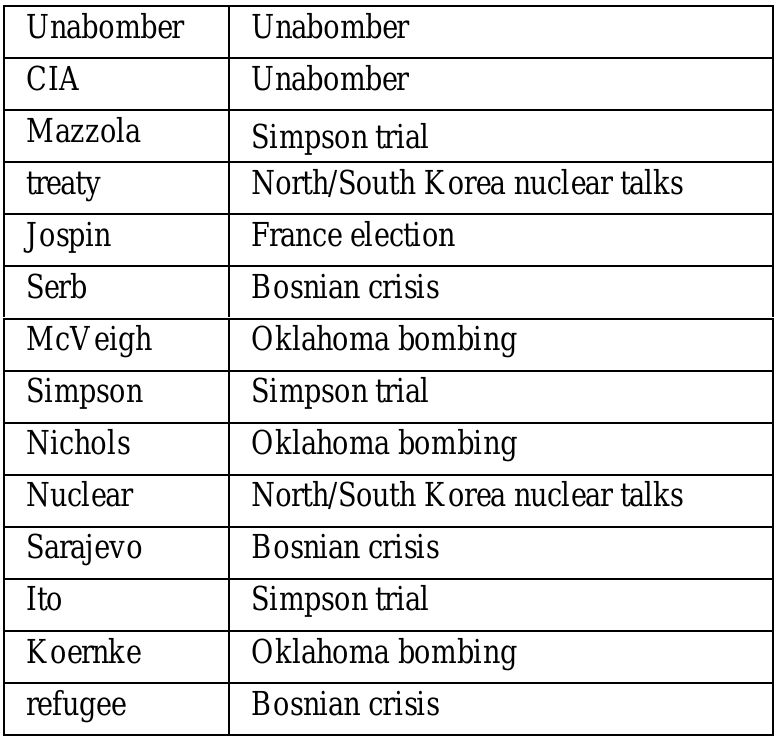 Unabomber Unabomber
CIA Unabomber
Mazzola Simpson trial
treaty North/South Korea nuclear talks
Jospin France election
Serb Bosnian crisis
McVeigh Oklahoma bombing
Simpson Simpson trial
Nichols Oklahoma bombing
Nuclear North/South Korea nuclear talks
Sarajevo Bosnian crisis
Ito Simpson trial
Koernke Oklahoma bombing
refugee Bosnian crisis